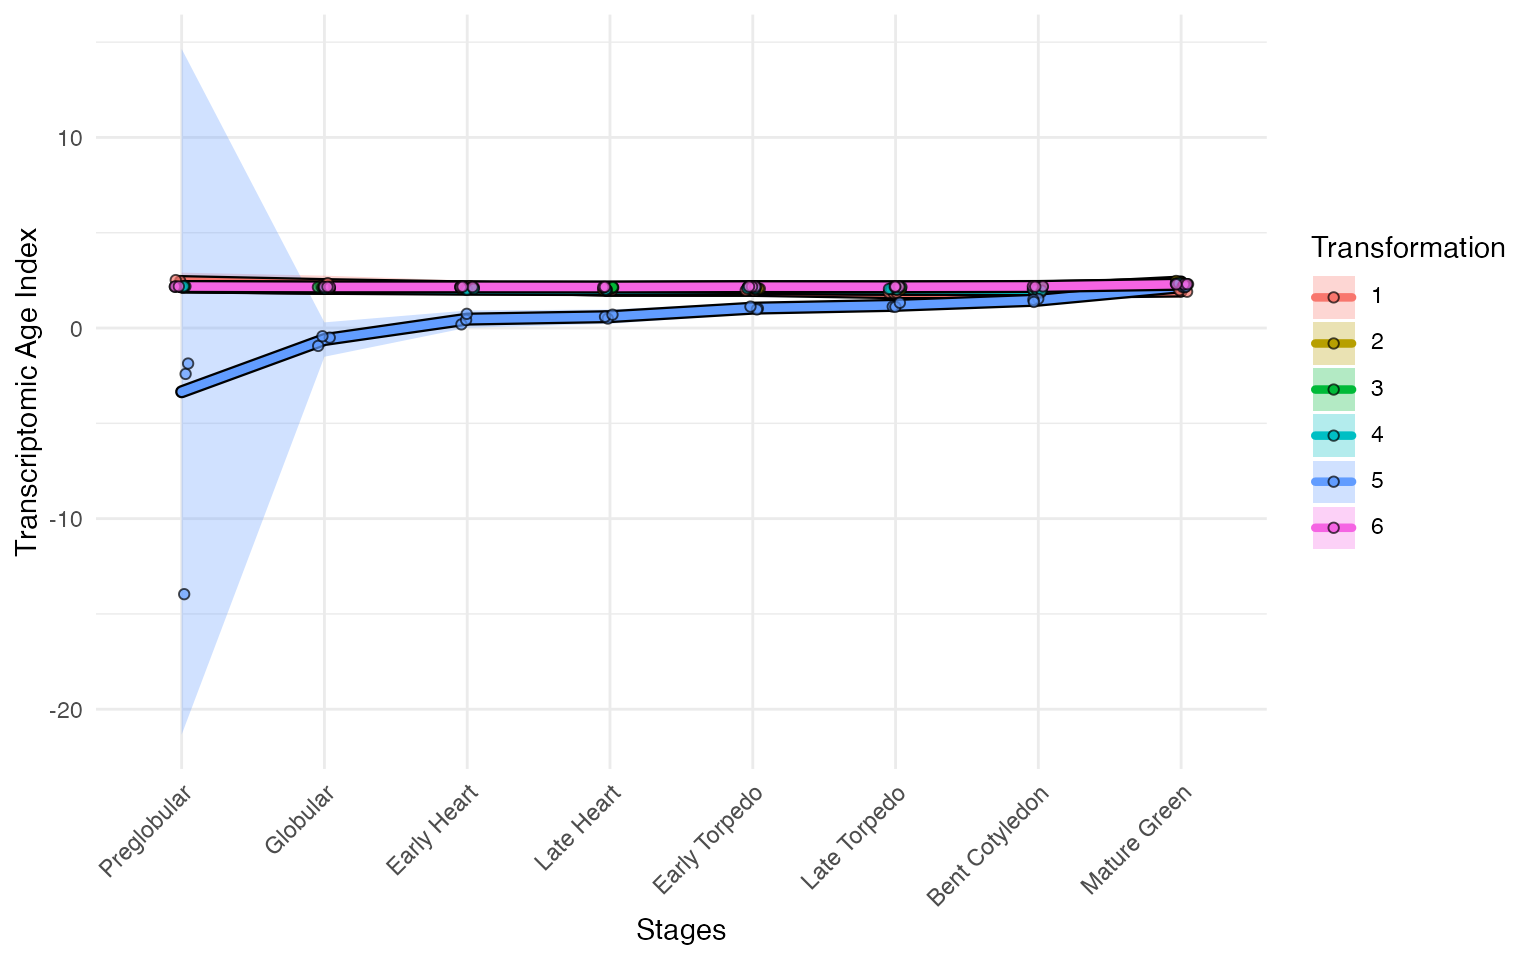 Transcriptomic Age Index
10
0
-10
-20
Preglobular
Globular
Early Heart
Late Heart
Early Torpedo
Late Torpedo
Bent Cotyledon
Mature Green
Stages
Transformation
1
2
3
4
5
6